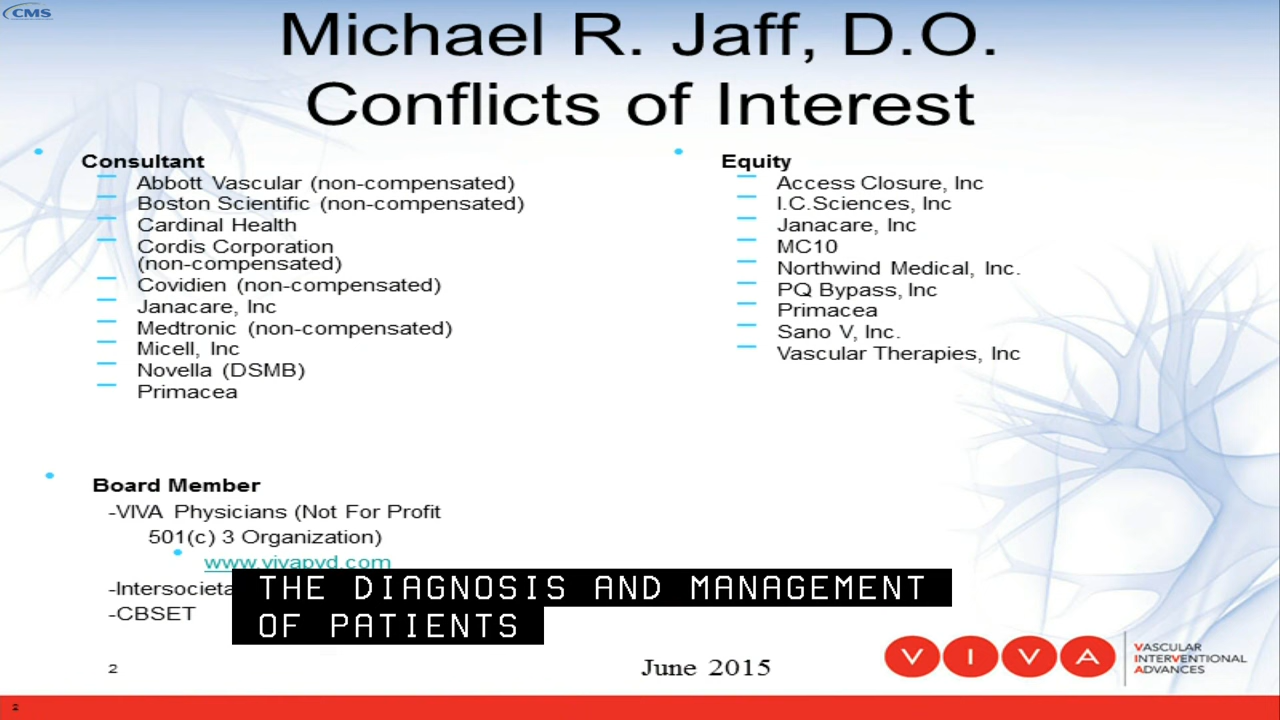 CMS
Michael R. Jaff, D.O.
Conflicts of Interest
Consultant
Abbott Vascular (non-compensated)
Boston Scientific (non-compensated)
Cardinal Health
Cordis Corporation
(non-compensated)
Covidien (non-compensated)
Janacare, Inc
Medtronic (non-compensated)
Micell, Inc
Novella (DSMB)
Primacea
Equity
Access Closure, Inc
I.C.Sciences, Inc
Janacare, Inc
MC10
Northwind Medical, Inc.
PQ Bypass, Inc
Primacea
Sano V, Inc.
Vascular Therapies, Inc
Board Member
-VIVA Physicians (Not For Profit
501(c) 3 Organization)
www.vivapvd.com
-Intersocieta
-CBSET
THE DIAGNOSIS AND MANAGEMENT
OF PATIENTS
2
June 2015
VIVA
VASCULAR
INTERVENTIONAL
ADVANCES
2